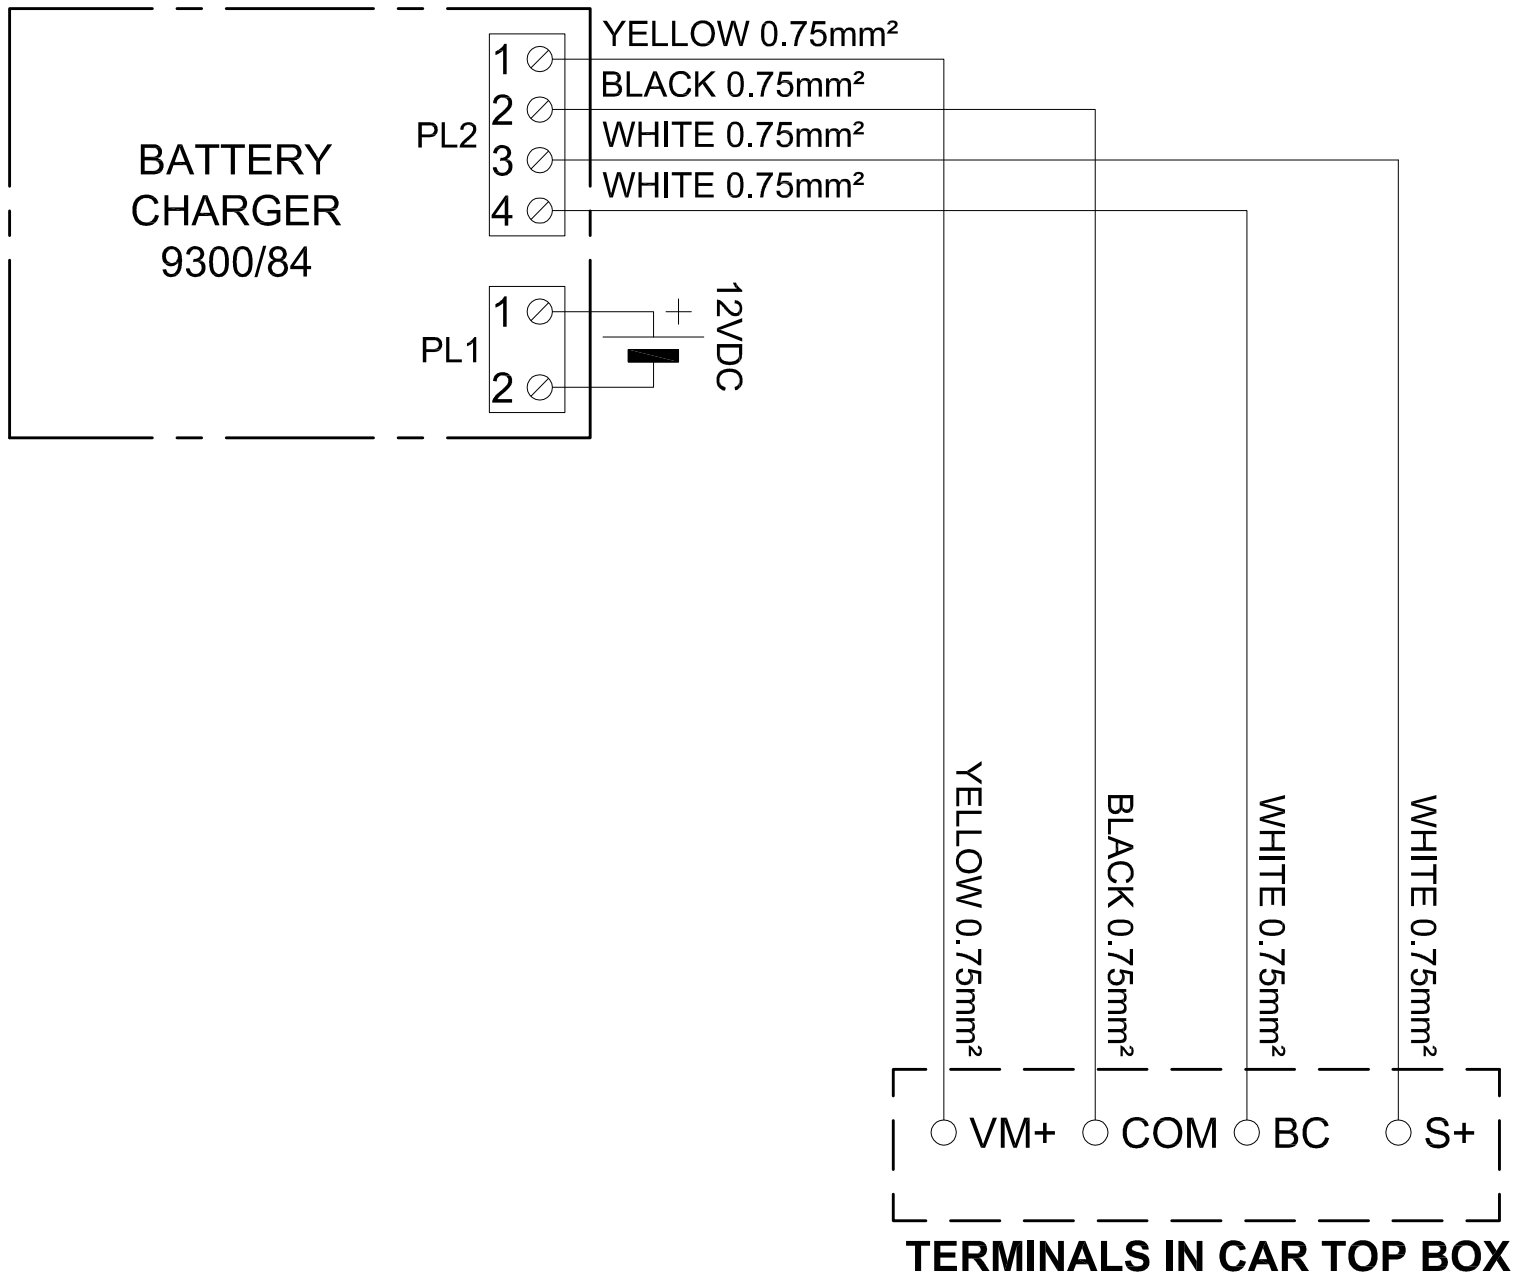 YELLOW 0.75mm²
1
BLACK 0.75mm²
2
PL2
WHITE 0.75mm²
3
WHITE 0.75mm²
4
BATTERY
CHARGER
9300/84
1
+
12VDC
PL1
2
YELLOW 0.75mm²
BLACK 0.75mm²
WHITE 0.75mm²
WHITE 0.75mm²
VM+ COM BC S+
TERMINALS IN CAR TOP BOX